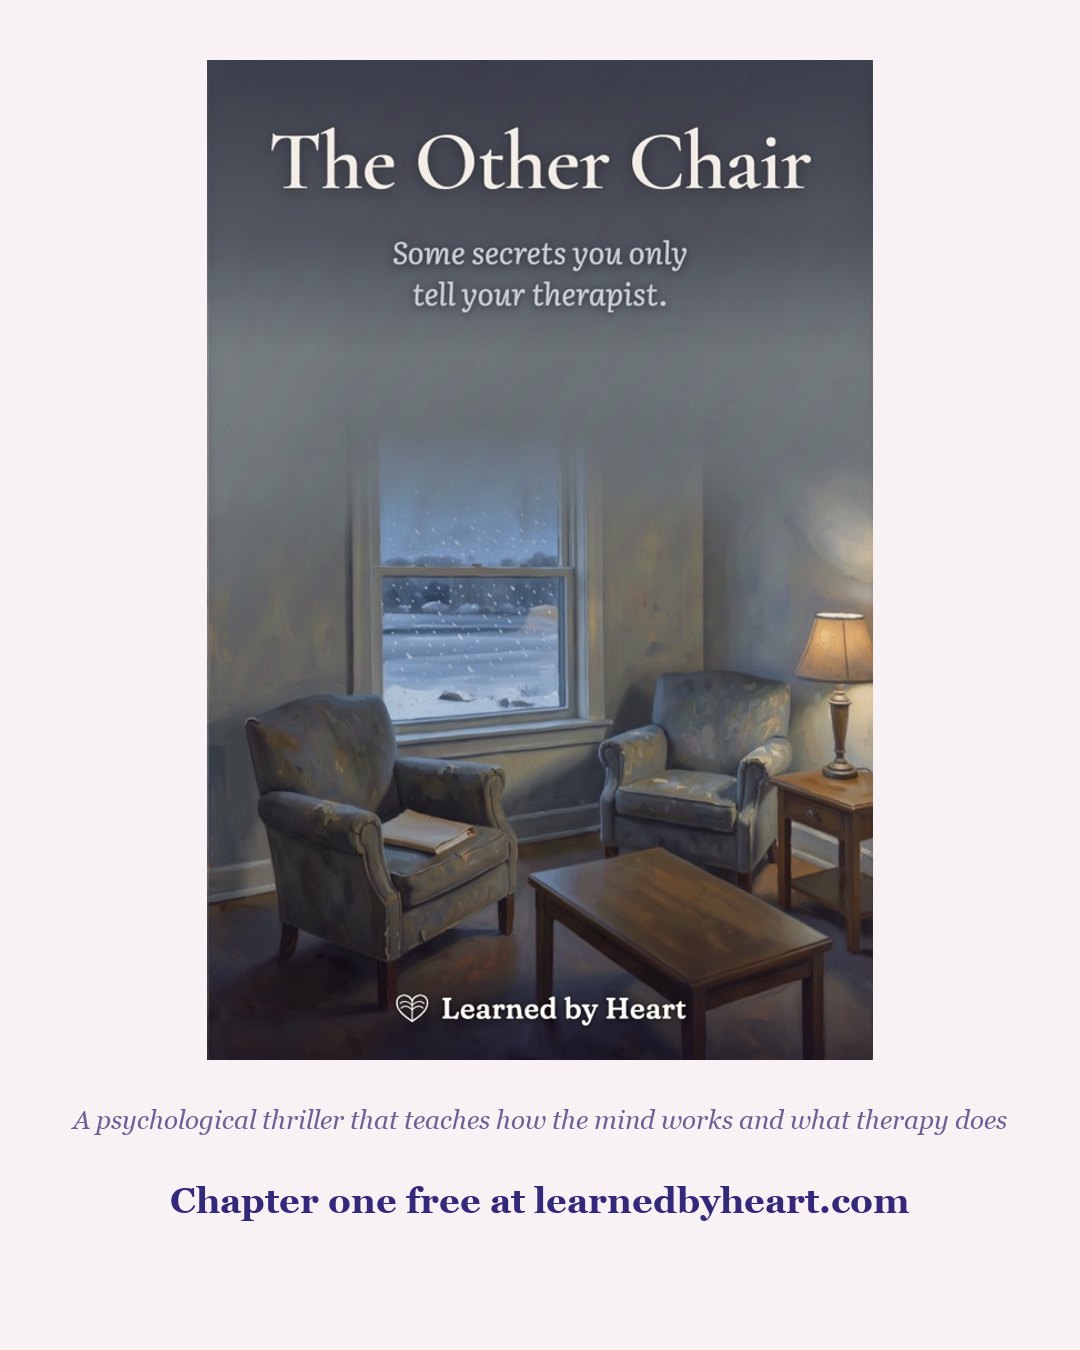 The Other Chair
Some secrets you only
tell your therapist.
Learned by Heart
A psychological thriller that teaches how the mind works and what therapy does
Chapter one free at learnedbyheart.com